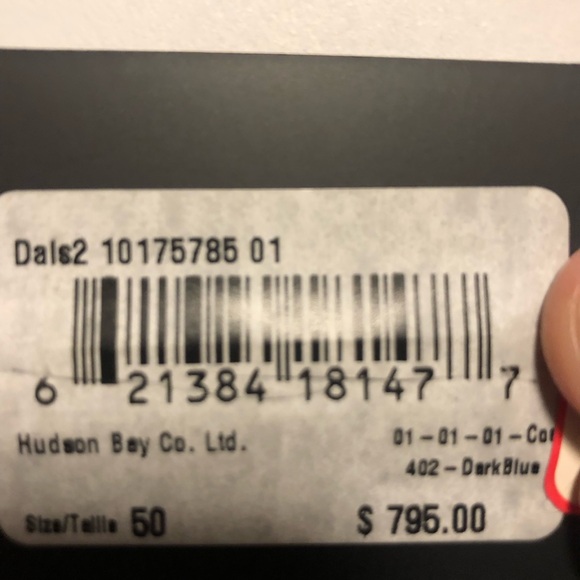 Dals2 10175785 01
6 21384 18147 7
Hudson Bay Co. Ltd.
01-01-01-
402-DarkBlue
Size/Taille 50
$ 795.00